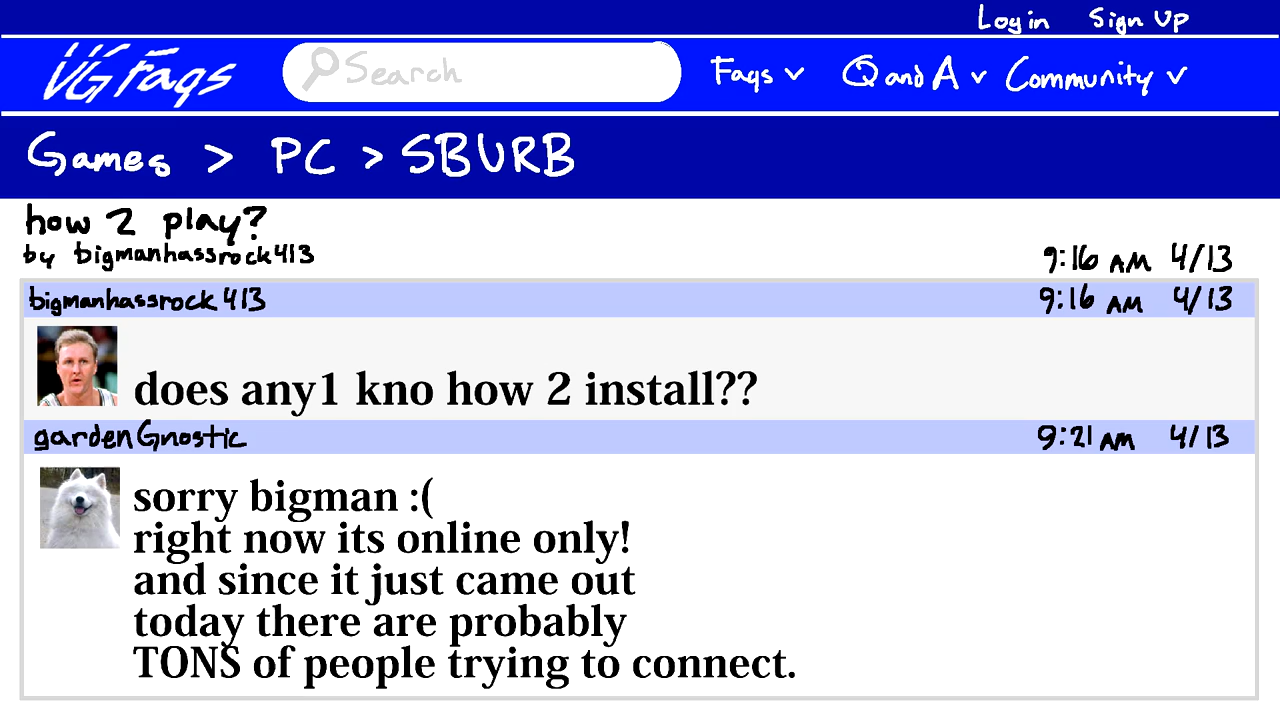 Log in Sign Up
VG Faqs Search Faqs v Q and A v Community v
Games > PC > SBURB
how 2 play?
by bigmanhassrock413 9:16 AM 4/13
bigmanhassrock413 9:16 AM 4/13
does any1 kno how 2 install??
gardenGnostic 9:21 AM 4/13
sorry bigman :(
right now its online only!
and since it just came out
today there are probably
TONS of people trying to connect.